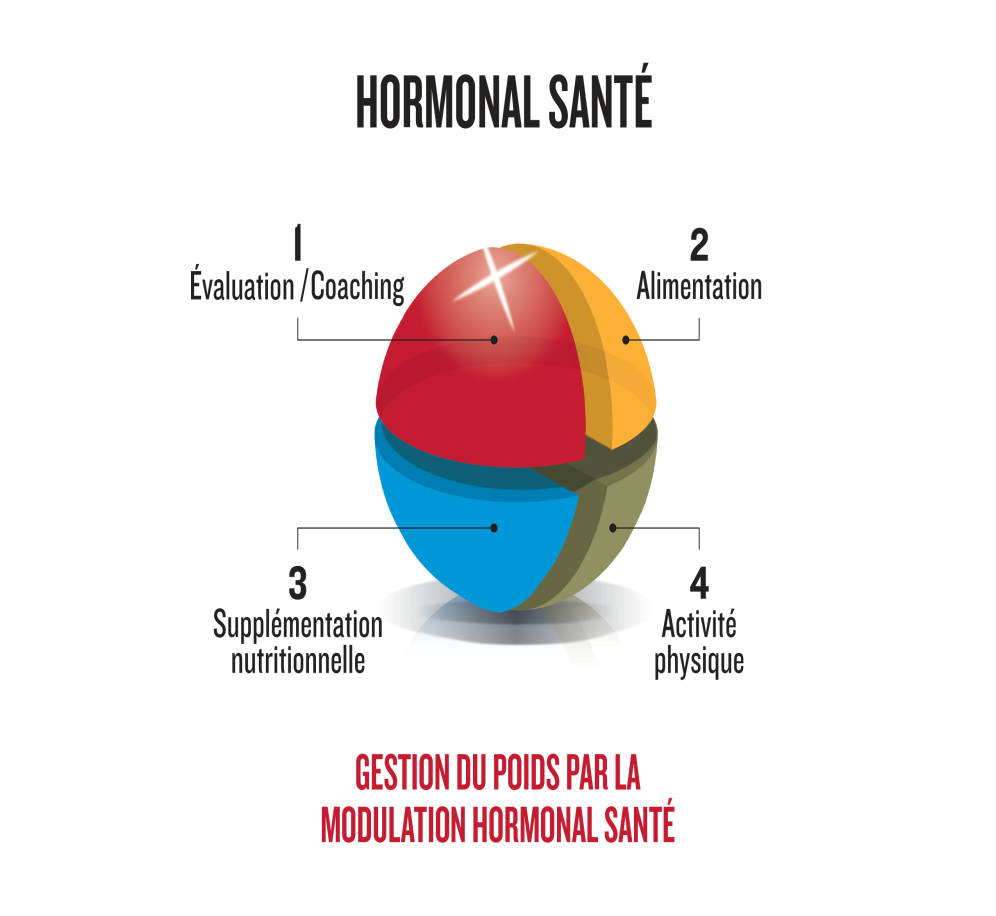 HORMONAL SANTÉ
1
Évaluation /Coaching
2
Alimentation
3
Supplémentation
nutritionnelle
4
Activité
physique
GESTION DU POIDS PAR LA
MODULATION HORMONAL SANTÉ